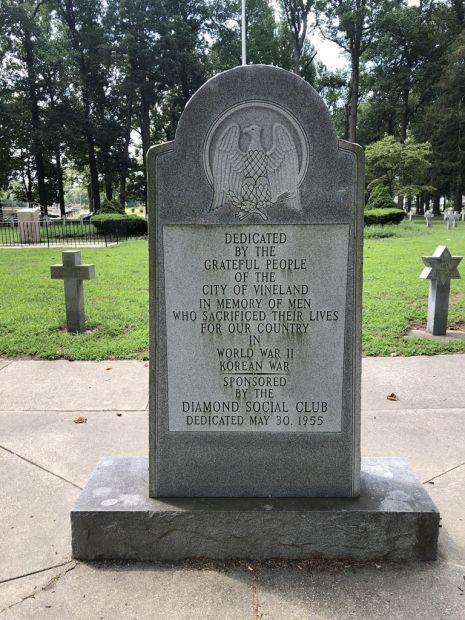 DEDICATED
BY THE
GRATEFUL PEOPLE
OF THE
CITY OF VINELAND
IN MEMORY OF MEN
WHO SACRIFICED THEIR LIVES
FOR OUR COUNTRY
IN
WORLD WAR II
KOREAN WAR
SPONSORED
BY THE
DIAMOND SOCIAL CLUB
DEDICATED MAY 30, 1955